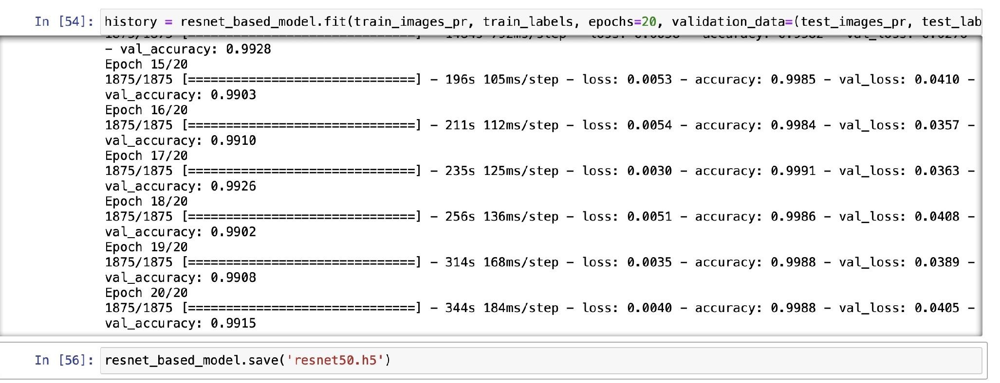 In [54]: history = resnet_based_model.fit(train_images_pr, train_labels, epochs=20, validation_data=(test_images_pr, test_lab
- val_accuracy: 0.9928
Epoch 15/20
1875/1875 [==============================] - 196s 105ms/step - loss: 0.0053 - accuracy: 0.9985 - val_loss: 0.0410 -
val_accuracy: 0.9903
Epoch 16/20
1875/1875 [==============================] - 211s 112ms/step - loss: 0.0054 - accuracy: 0.9984 - val_loss: 0.0357 -
val_accuracy: 0.9910
Epoch 17/20
1875/1875 [==============================] - 235s 125ms/step - loss: 0.0030 - accuracy: 0.9991 - val_loss: 0.0363 -
val_accuracy: 0.9926
Epoch 18/20
1875/1875 [==============================] - 256s 136ms/step - loss: 0.0051 - accuracy: 0.9986 - val_loss: 0.0408 -
val_accuracy: 0.9902
Epoch 19/20
1875/1875 [==============================] - 314s 168ms/step - loss: 0.0035 - accuracy: 0.9988 - val_loss: 0.0389 -
val_accuracy: 0.9908
Epoch 20/20
1875/1875 [==============================] - 344s 184ms/step - loss: 0.0040 - accuracy: 0.9988 - val_loss: 0.0405 -
val_accuracy: 0.9915
In [56]: resnet_based_model.save('resnet50.h5')